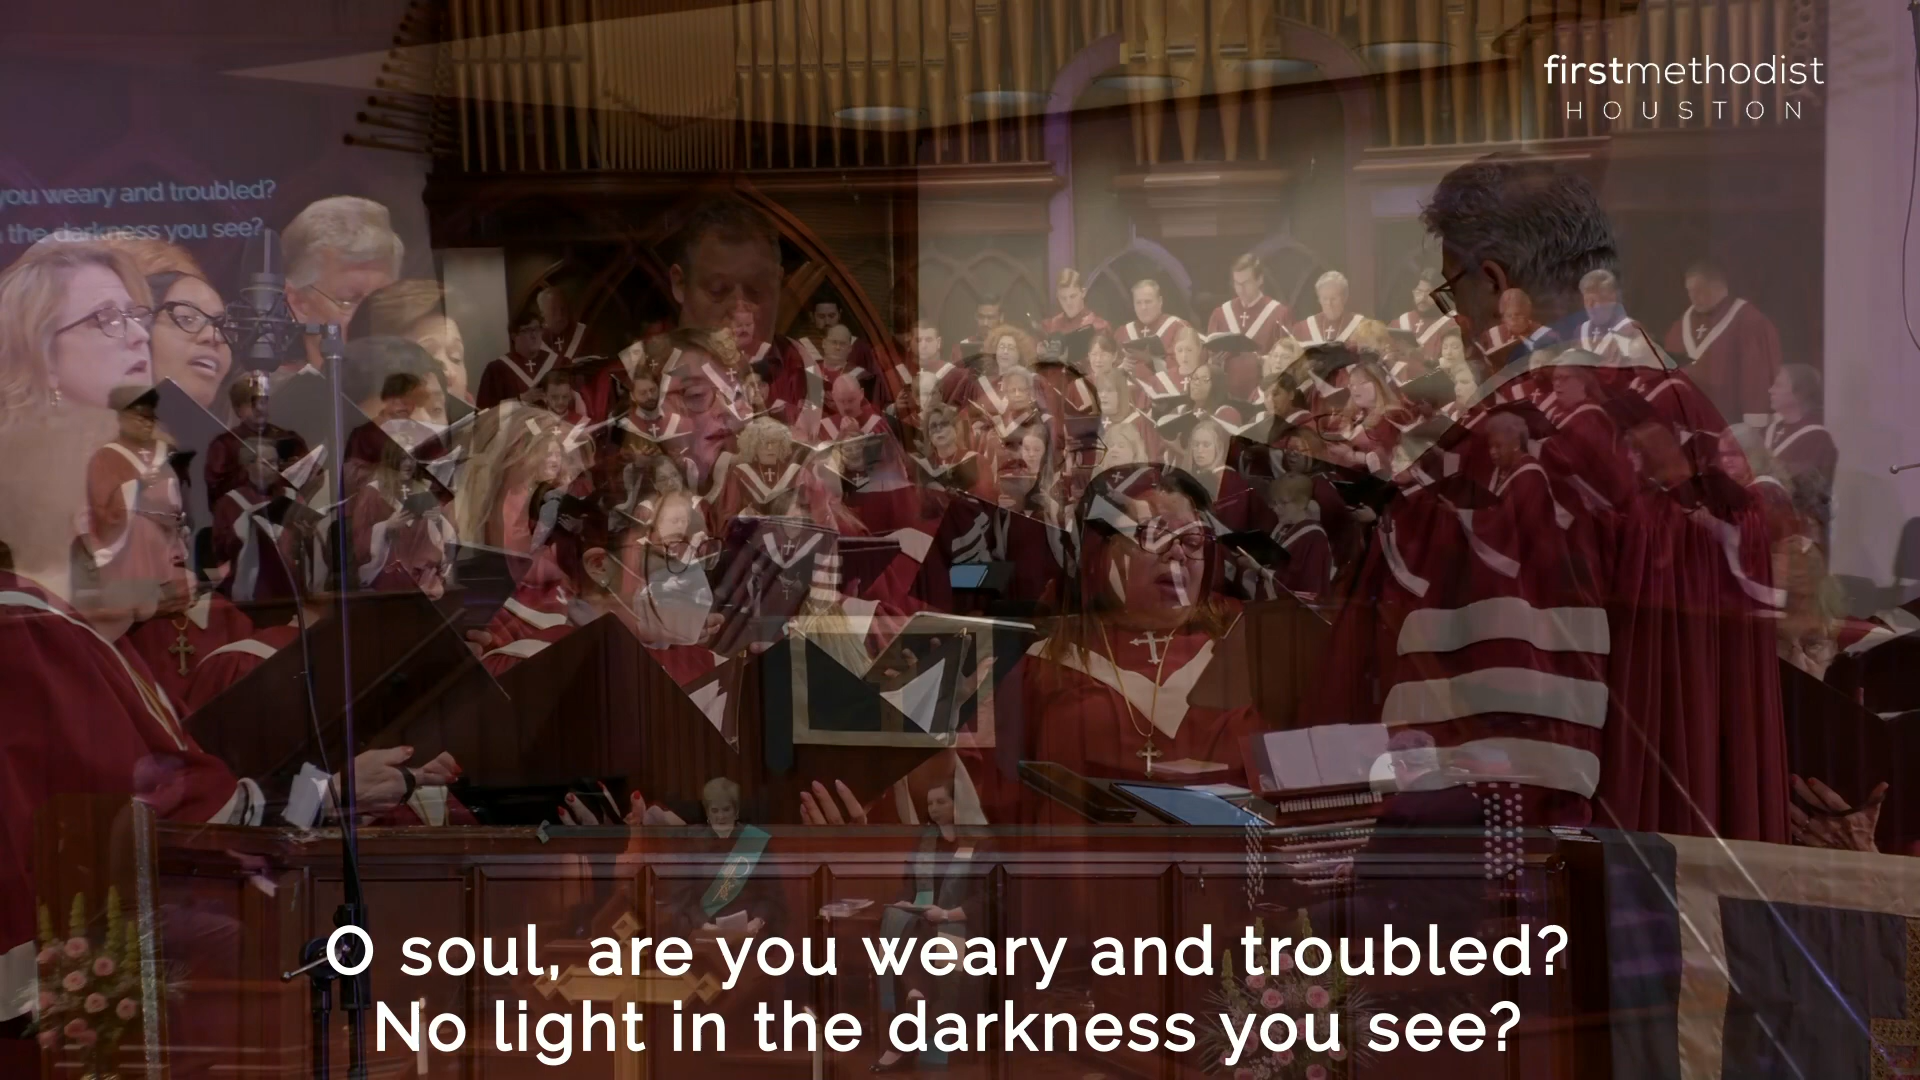 firstmethodist
HOUSTON
you weary and troubled?
the darkness you see?
O soul, are you weary and troubled?
No light in the darkness you see?